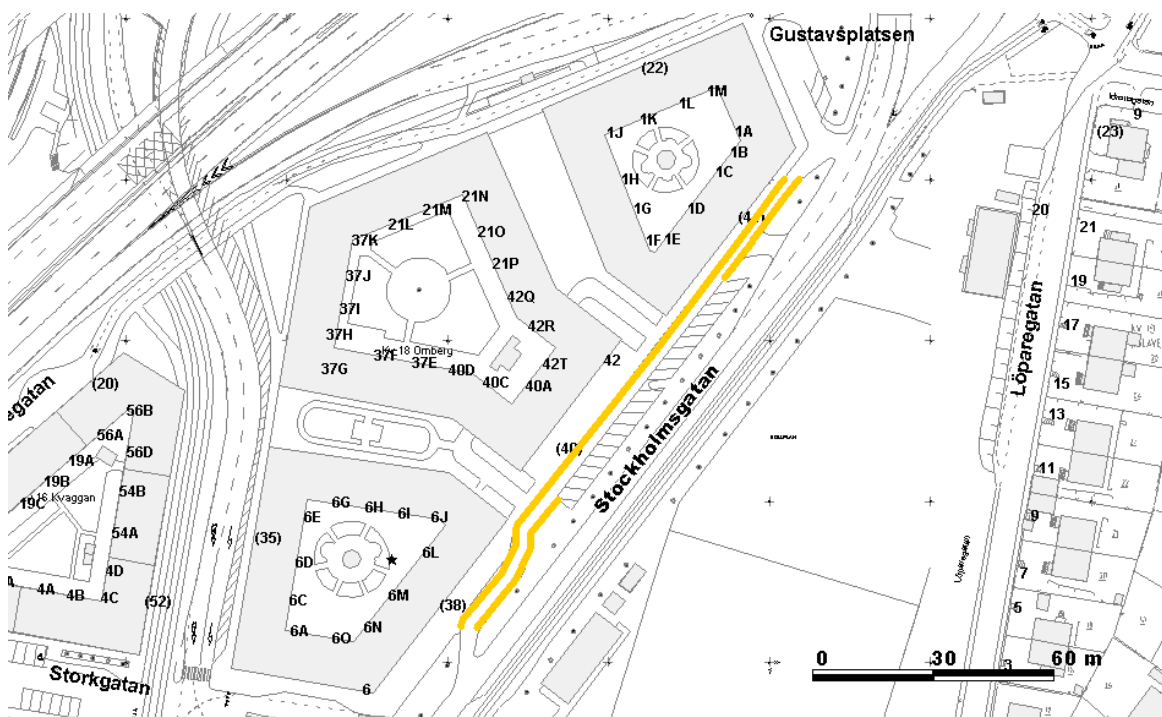 Gustavsplatsen
(22)
1M
1L
1K
1J
1A
1B
1C
1H
1G
1D
1F
1E
9
(23)
20
21
19
17
15
13
11
9
7
5
3
Löparegatan
Löparegatan
21N
21M
21L
21O
37K
21P
37J
42Q
37I
42R
37H
Kv 18 Omberg
37F
37E
42T
37G
40D
40C
40A
42
(40)
Stockholmsgatan
(20)
egatan
56B
56A
56D
19A
19B
54B
18 Kvaggan
19C
54A
4D
A
4A
4B
4C
(52)
(35)
6G
6H
6I
6J
6E
6L
6D
6C
6M
6A
6O
6N
(38)
6
Storkgatan
0 30 60 m